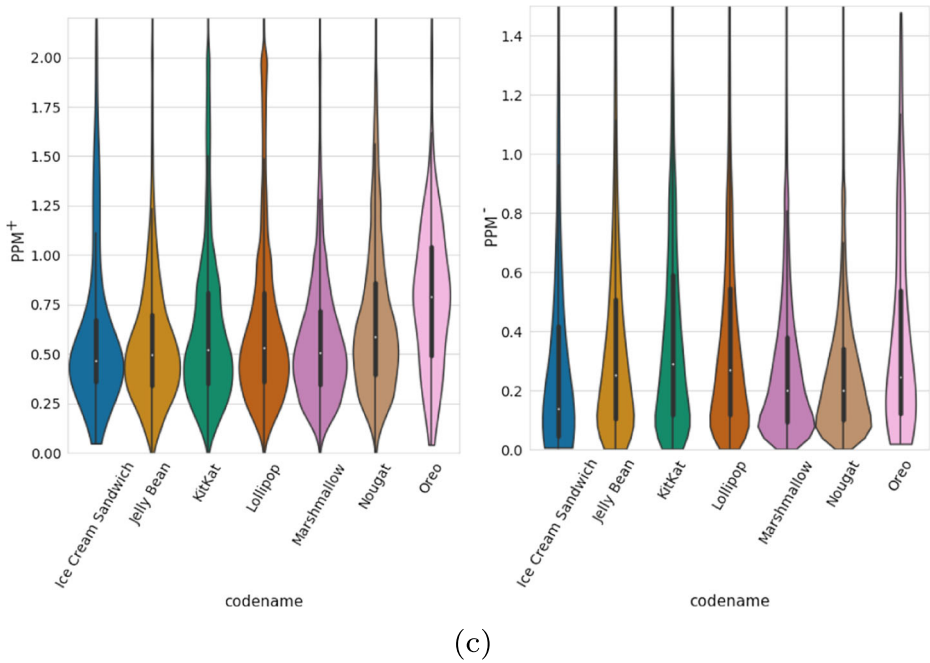 2.00
1.75
1.50
1.25
1.00
0.75
0.50
0.25
0.00
PPM+
Ice Cream Sandwich
Jelly Bean
KitKat
Lollipop
Marshmallow
Nougat
Oreo
codename
1.4
1.2
1.0
0.8
0.6
0.4
0.2
0.0
PPM-
Ice Cream Sandwich
Jelly Bean
KitKat
Lollipop
Marshmallow
Nougat
Oreo
codename
(c)